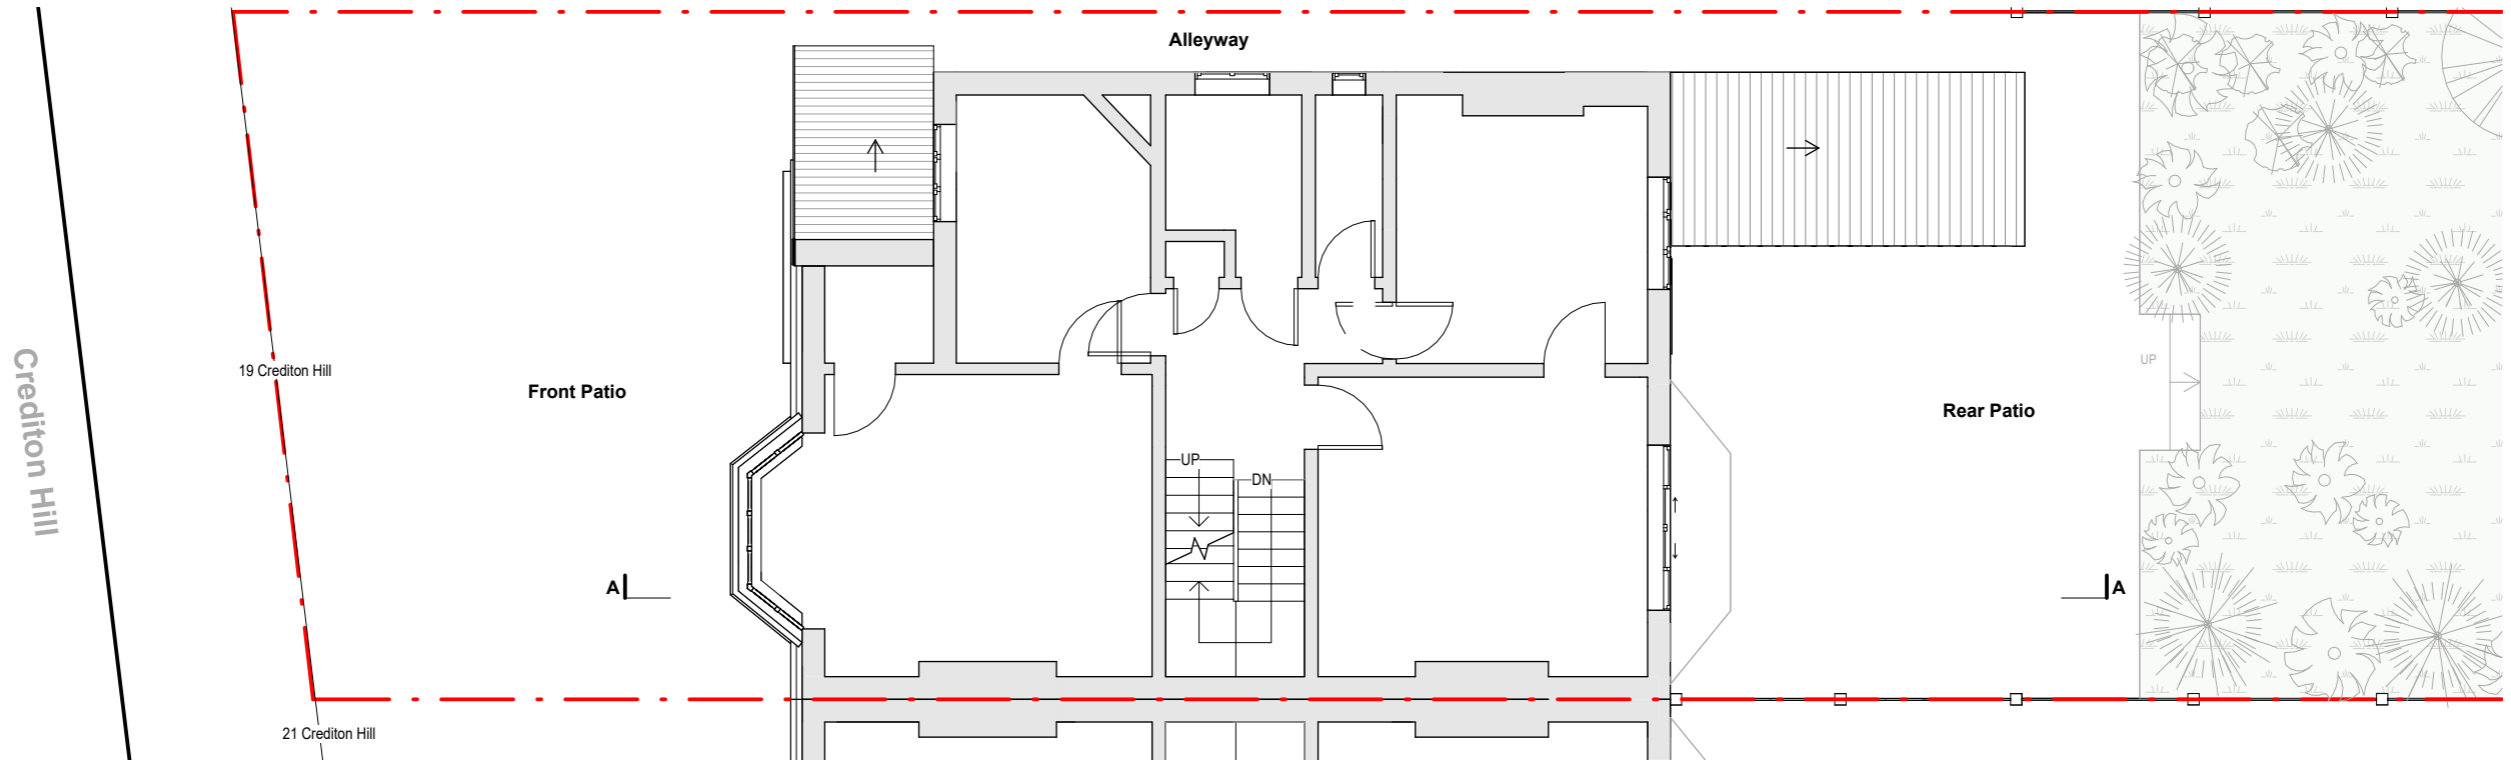 Alleyway
Crediton Hill
19 Crediton Hill
Front Patio
UP
DN
Rear Patio
UP
A
A
21 Crediton Hill